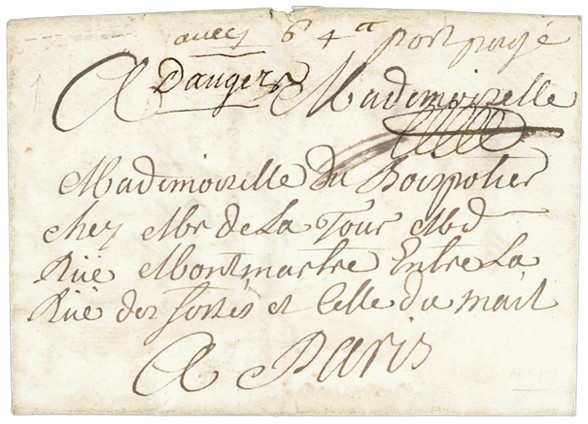 avec 6 4 tt port payé
A Dangers Mademoiselle
Mademoiselle Du Boispotier
chez Mr de La Tour Md
Rüe Montmartre Entre La
Rüe des fossés et Celle du mail
A Paris